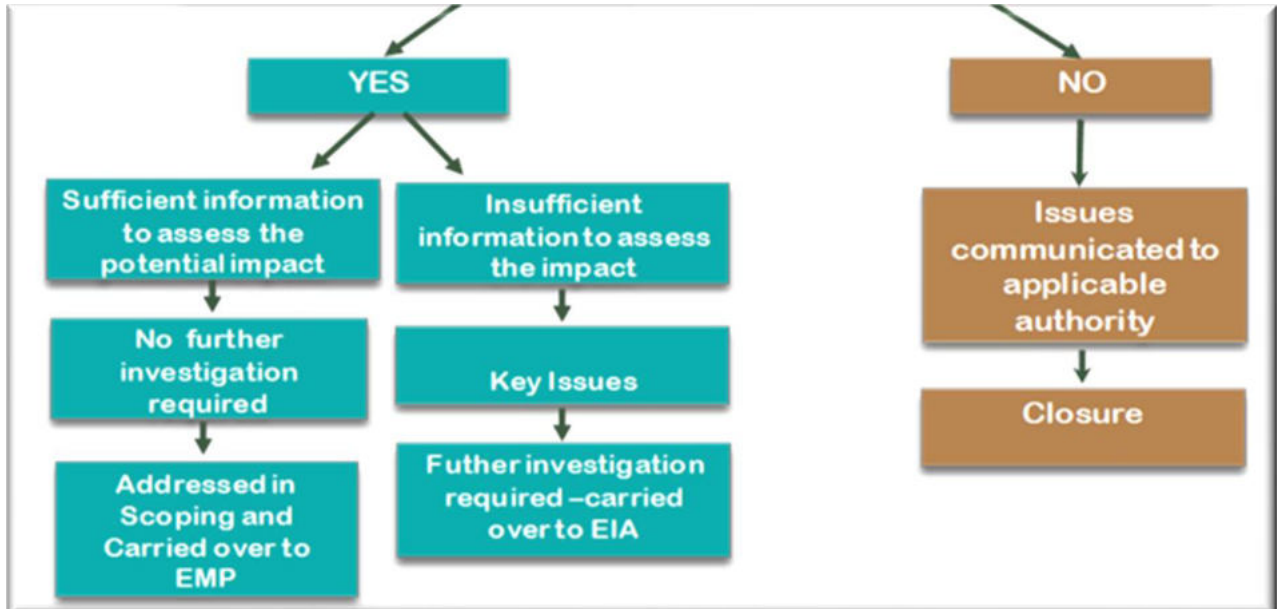 YES
NO
Sufficient information
to assess the
potential impact
Insufficient
information to assess
the impact
Issues
communicated to
applicable
authority
No further
investigation
required
Key Issues
Closure
Addressed in
Scoping and
Carried over to
EMP
Futher investigation
required –carried
over to EIA